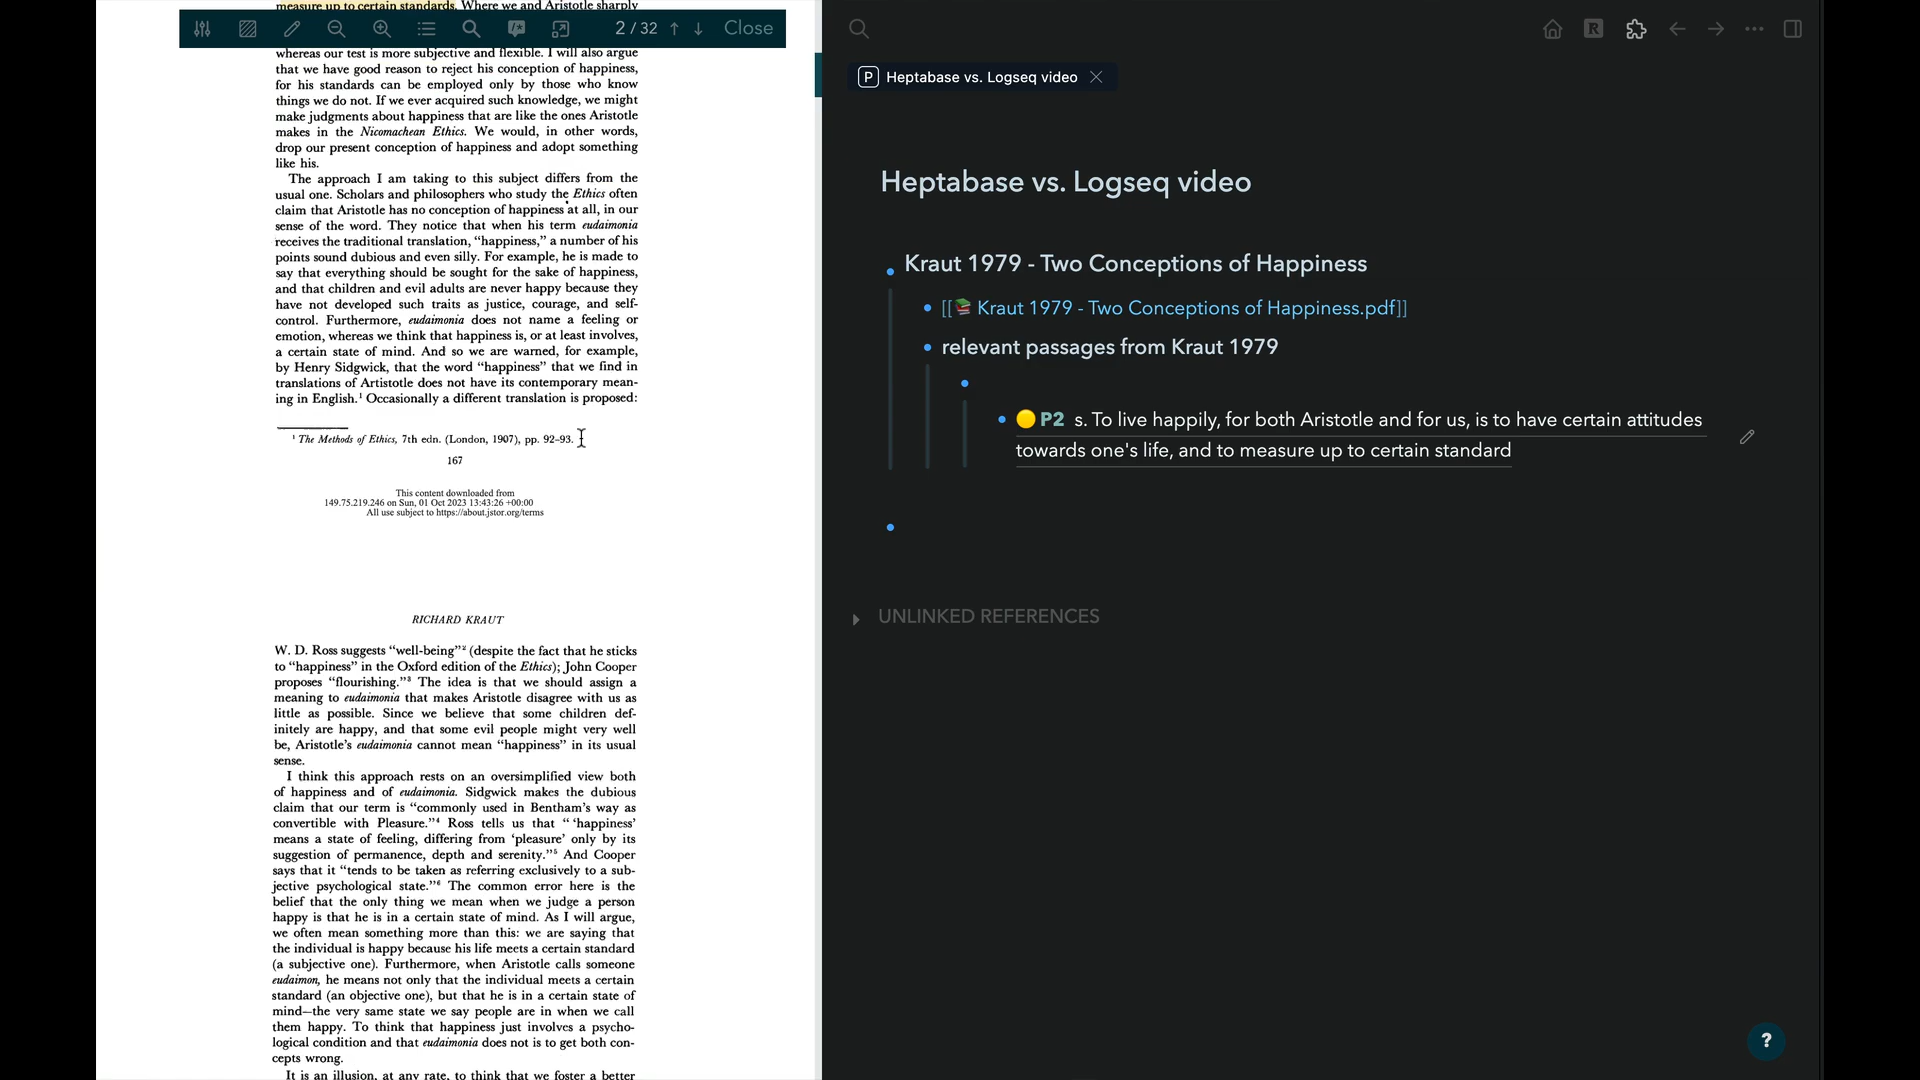 measure up to certain standards. Where we and Aristotle sharply
2 / 32 ↑ ↓ Close
whereas our test is more subjective and flexible. I will also argue
that we have good reason to reject his conception of happiness,
for his standards can be employed only by those who know
things we do not. If we ever acquired such knowledge, we might
make judgments about happiness that are like the ones Aristotle
makes in the Nicomachean Ethics. We would, in other words,
drop our present conception of happiness and adopt something
like his.
The approach I am taking to this subject differs from the
usual one. Scholars and philosophers who study the Ethics often
claim that Aristotle has no conception of happiness at all, in our
sense of the word. They notice that when his term eudaimonia
receives the traditional translation, “happiness,” a number of his
points sound dubious and even silly. For example, he is made to
say that everything should be sought for the sake of happiness,
and that children and evil adults are never happy because they
have not developed such traits as justice, courage, and self-
control. Furthermore, eudaimonia does not name a feeling or
emotion, whereas we think that happiness is, or at least involves,
a certain state of mind. And so we are warned, for example,
by Henry Sidgwick, that the word “happiness” that we find in
translations of Artistotle does not have its contemporary mean-
ing in English.¹ Occasionally a different translation is proposed:
¹ The Methods of Ethics, 7th edn. (London, 1907), pp. 92–93.
167
This content downloaded from
149.75.219.246 on Sun, 01 Oct 2023 13:43:26 +00:00
All use subject to https://about.jstor.org/terms
RICHARD KRAUT
W. D. Ross suggests “well-being”² (despite the fact that he sticks
to “happiness” in the Oxford edition of the Ethics); John Cooper
proposes “flourishing.”³ The idea is that we should assign a
meaning to eudaimonia that makes Aristotle disagree with us as
little as possible. Since we believe that some children def-
initely are happy, and that some evil people might very well
be, Aristotle's eudaimonia cannot mean “happiness” in its usual
sense.
I think this approach rests on an oversimplified view both
of happiness and of eudaimonia. Sidgwick makes the dubious
claim that our term is “commonly used in Bentham's way as
convertible with Pleasure.”⁴ Ross tells us that “ ‘happiness’
means a state of feeling, differing from ‘pleasure’ only by its
suggestion of permanence, depth and serenity.”⁵ And Cooper
says that it “tends to be taken as referring exclusively to a sub-
jective psychological state.”⁶ The common error here is the
belief that the only thing we mean when we judge a person
happy is that he is in a certain state of mind. As I will argue,
we often mean something more than this: we are saying that
the individual is happy because his life meets a certain standard
(a subjective one). Furthermore, when Aristotle calls someone
eudaimon, he means not only that the individual meets a certain
standard (an objective one), but that he is in a certain state of
mind—the very same state we say people are in when we call
them happy. To think that happiness just involves a psycho-
logical condition and that eudaimonia does not is to get both con-
cepts wrong.
It is an illusion, at any rate, to think that we foster a better
P Heptabase vs. Logseq video
Heptabase vs. Logseq video
Kraut 1979 - Two Conceptions of Happiness
[[📚 Kraut 1979 - Two Conceptions of Happiness.pdf]]
relevant passages from Kraut 1979
P2 s. To live happily, for both Aristotle and for us, is to have certain attitudes
towards one's life, and to measure up to certain standard
UNLINKED REFERENCES
?